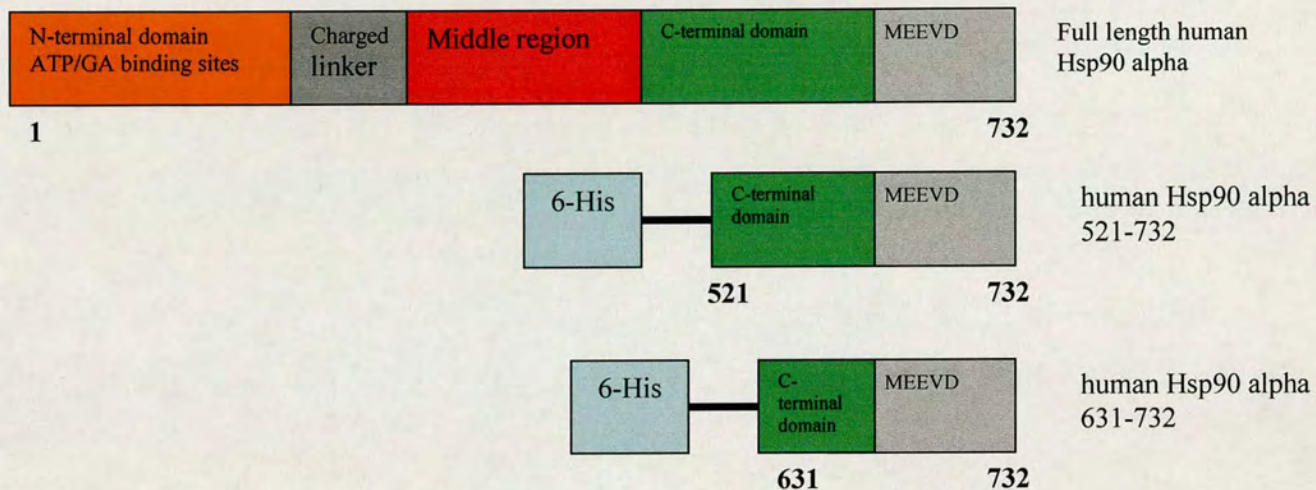 N-terminal domain
ATP/GA binding sites
Charged
linker
Middle region
C-terminal domain
MEEVD
Full length human
Hsp90 alpha
1
732
6-His
C-terminal
domain
MEEVD
human Hsp90 alpha
521-732
521
732
6-His
C-
terminal
domain
MEEVD
human Hsp90 alpha
631-732
631
732